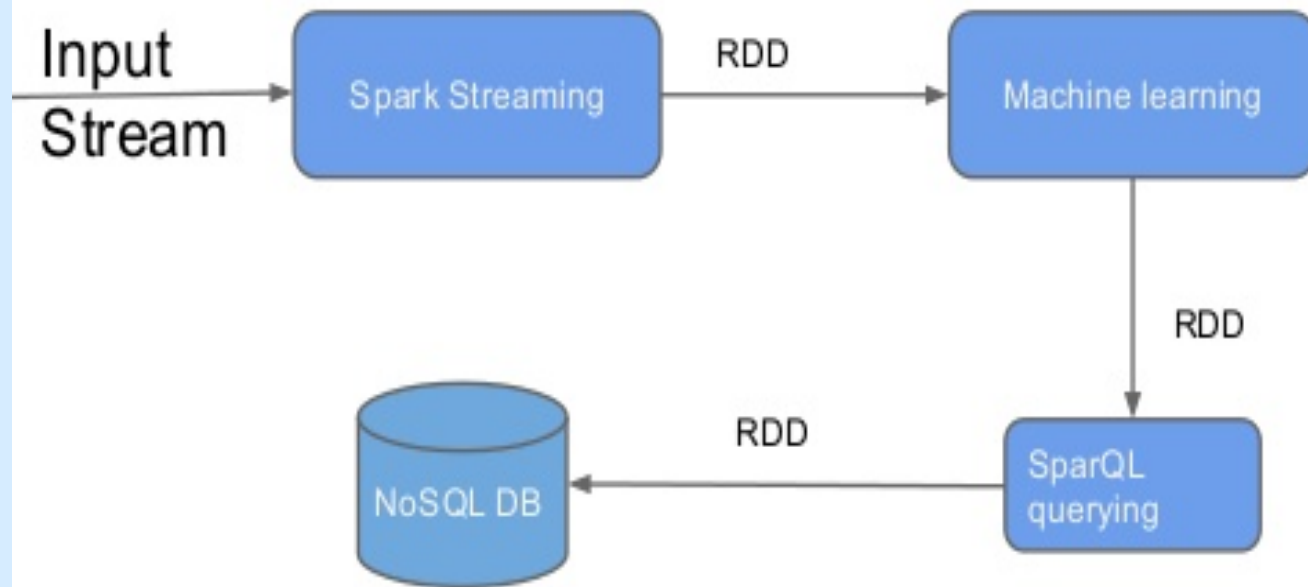 Input
Stream
Spark Streaming
RDD
Machine learning
RDD
SparQL
querying
RDD
NoSQL DB